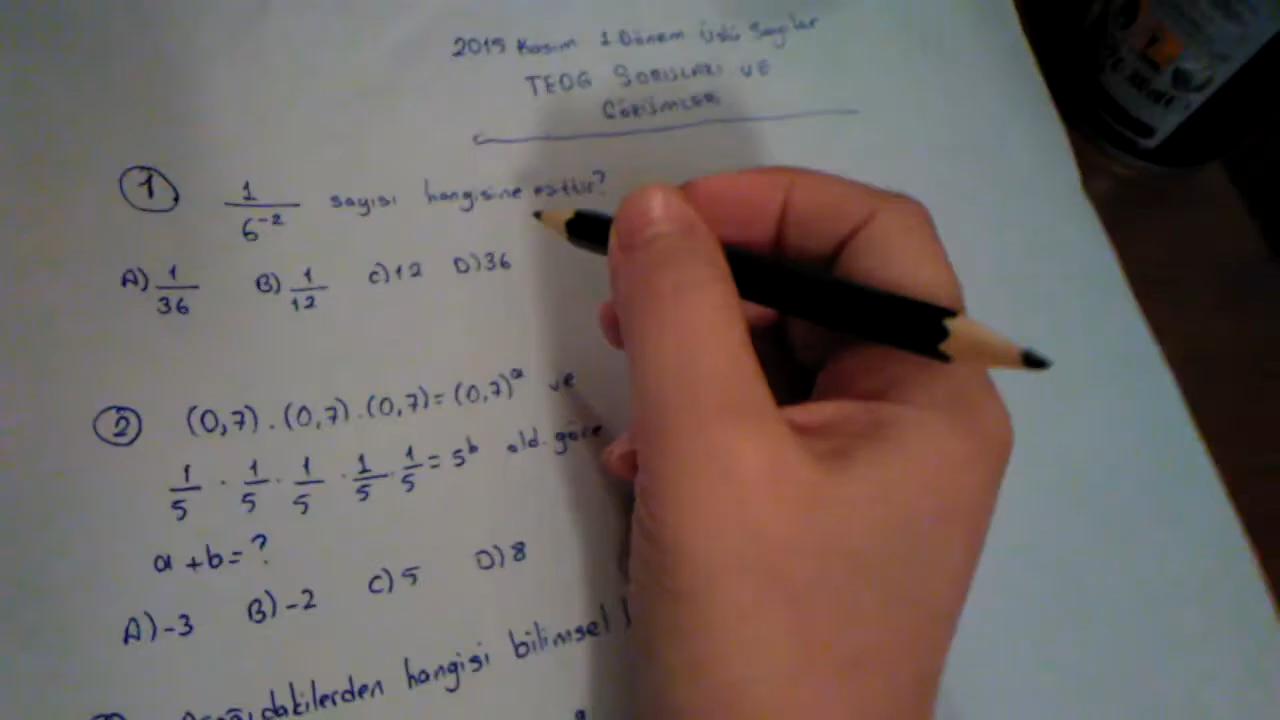 2015 Kasım 1 Dönem Üslü Sayılar
TEOG SORULARI VE
ÇÖZÜMLERİ
1 1/6⁻² sayısı hangisine eşittir?
A) 1/36 B) 1/12 C) 12 D) 36
2 (0,7) . (0,7) . (0,7) = (0,7)ᵃ ve
1/5 . 1/5 . 1/5 . 1/5 . 1/5 = 5ᵇ old. göre
a + b = ?
A) -3 B) -2 C) 5 D) 8
hangisi bilimsel